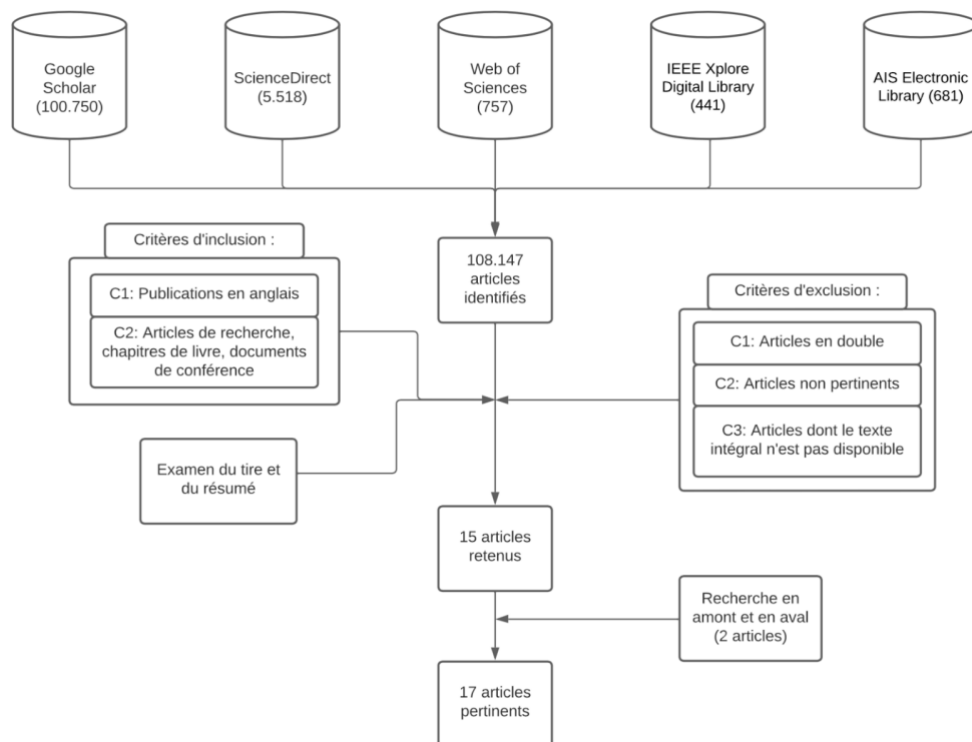 Google
Scholar
(100.750)
ScienceDirect
(5.518)
Web of
Sciences
(757)
IEEE Xplore
Digital Library
(441)
AIS Electronic
Library (681)
Critères d'inclusion :
C1: Publications en anglais
C2: Articles de recherche,
chapitres de livre, documents
de conférence
108.147
articles
identifiés
Critères d'exclusion :
C1: Articles en double
C2: Articles non pertinents
C3: Articles dont le texte
intégral n'est pas disponible
Examen du tire et
du résumé
15 articles
retenus
Recherche en
amont et en aval
(2 articles)
17 articles
pertinents